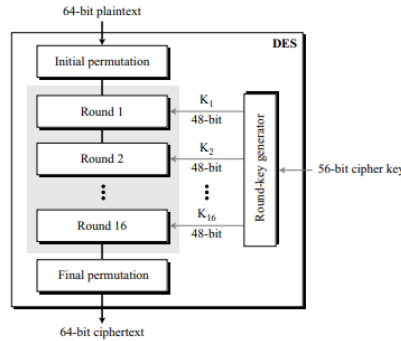 64-bit plaintext
DES
Initial permutation
Round 1
K1
48-bit
Round 2
K2
48-bit
Round 16
K16
48-bit
Round-key generator
56-bit cipher key
Final permutation
64-bit ciphertext